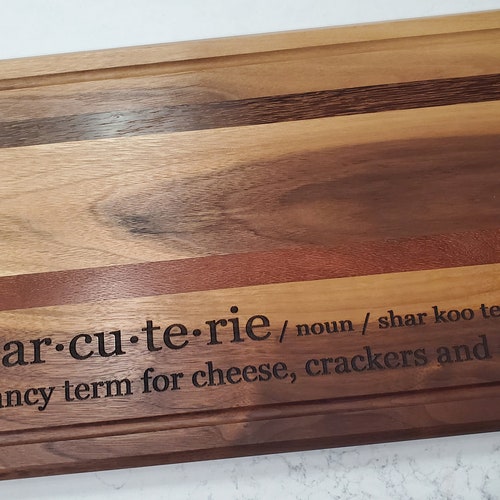 ar·cu·te·rie / noun / shar koo te
ancy term for cheese, crackers and